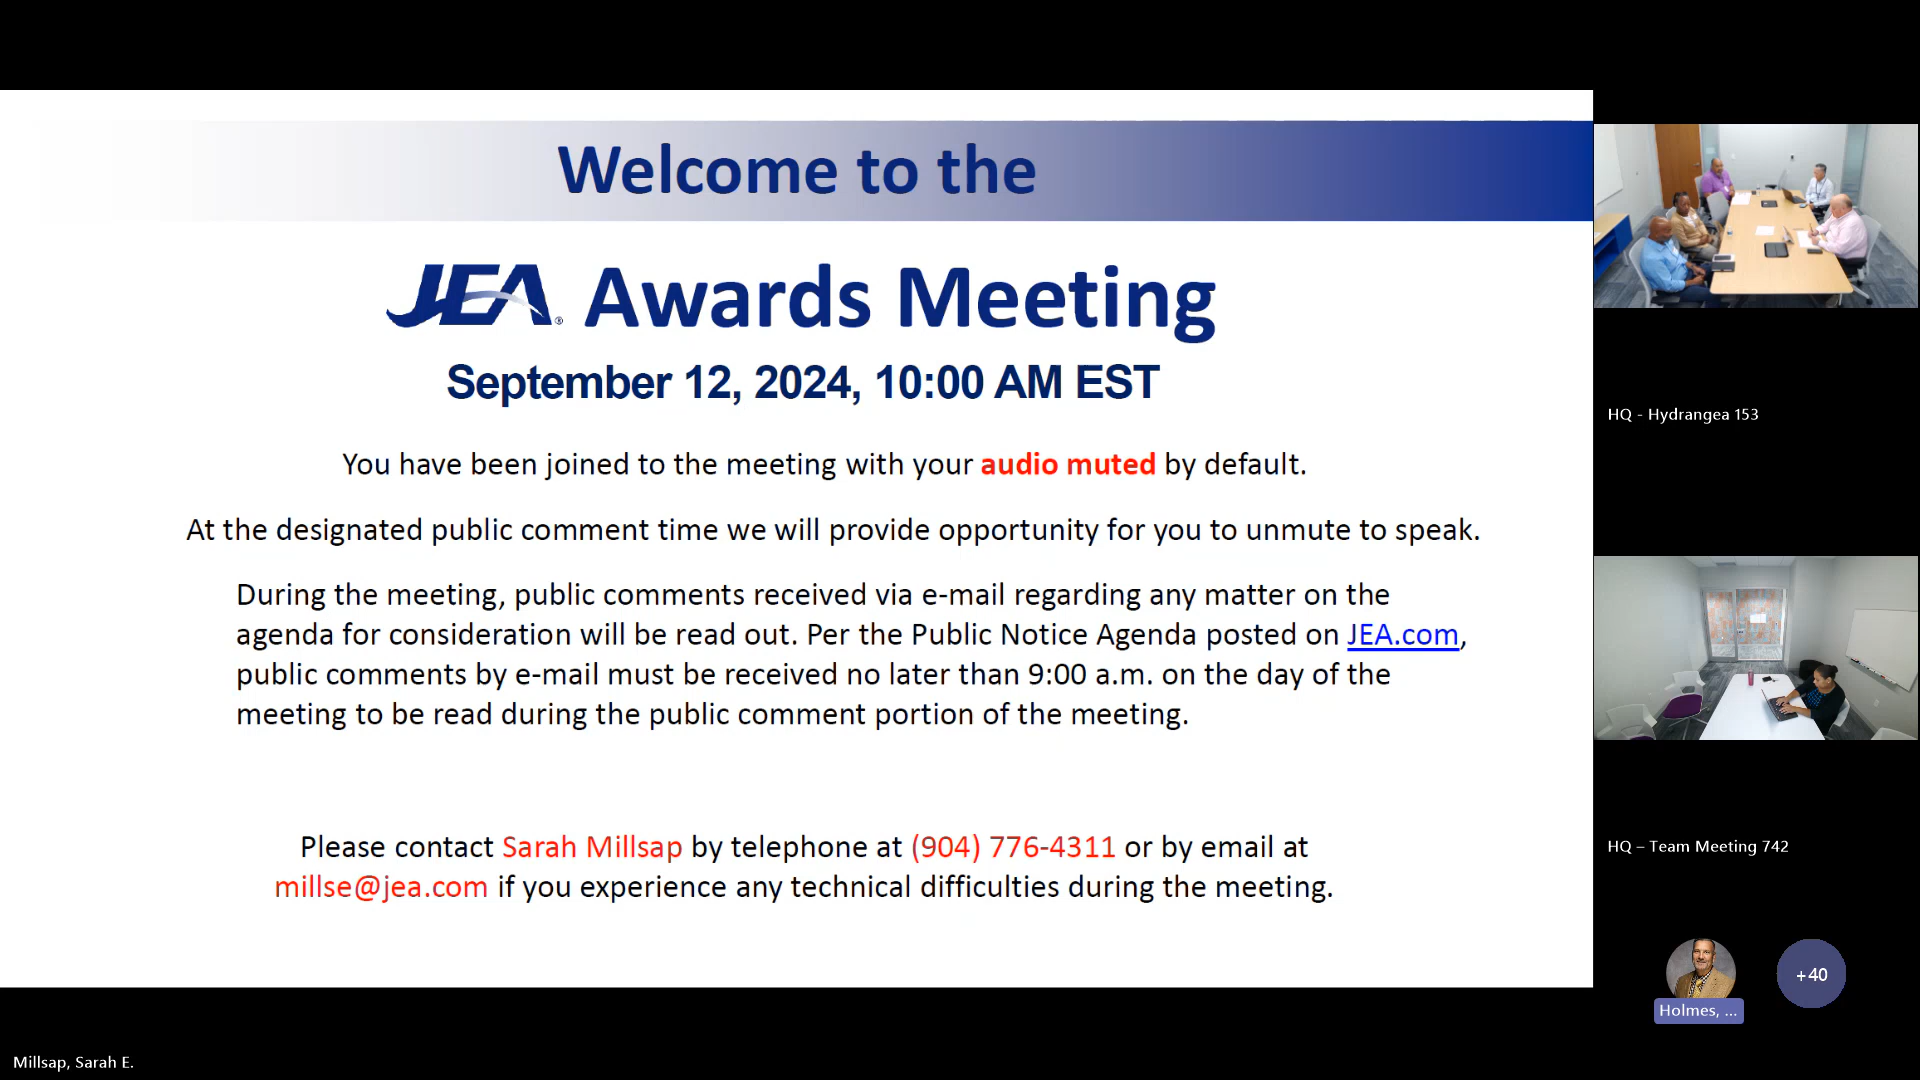 Welcome to the
JEA® Awards Meeting
September 12, 2024, 10:00 AM EST
You have been joined to the meeting with your audio muted by default.
At the designated public comment time we will provide opportunity for you to unmute to speak.
During the meeting, public comments received via e-mail regarding any matter on the
agenda for consideration will be read out. Per the Public Notice Agenda posted on JEA.com,
public comments by e-mail must be received no later than 9:00 a.m. on the day of the
meeting to be read during the public comment portion of the meeting.
Please contact Sarah Millsap by telephone at (904) 776-4311 or by email at
millse@jea.com if you experience any technical difficulties during the meeting.
HQ - Hydrangea 153
HQ – Team Meeting 742
Holmes, ...
+40
Millsap, Sarah E.